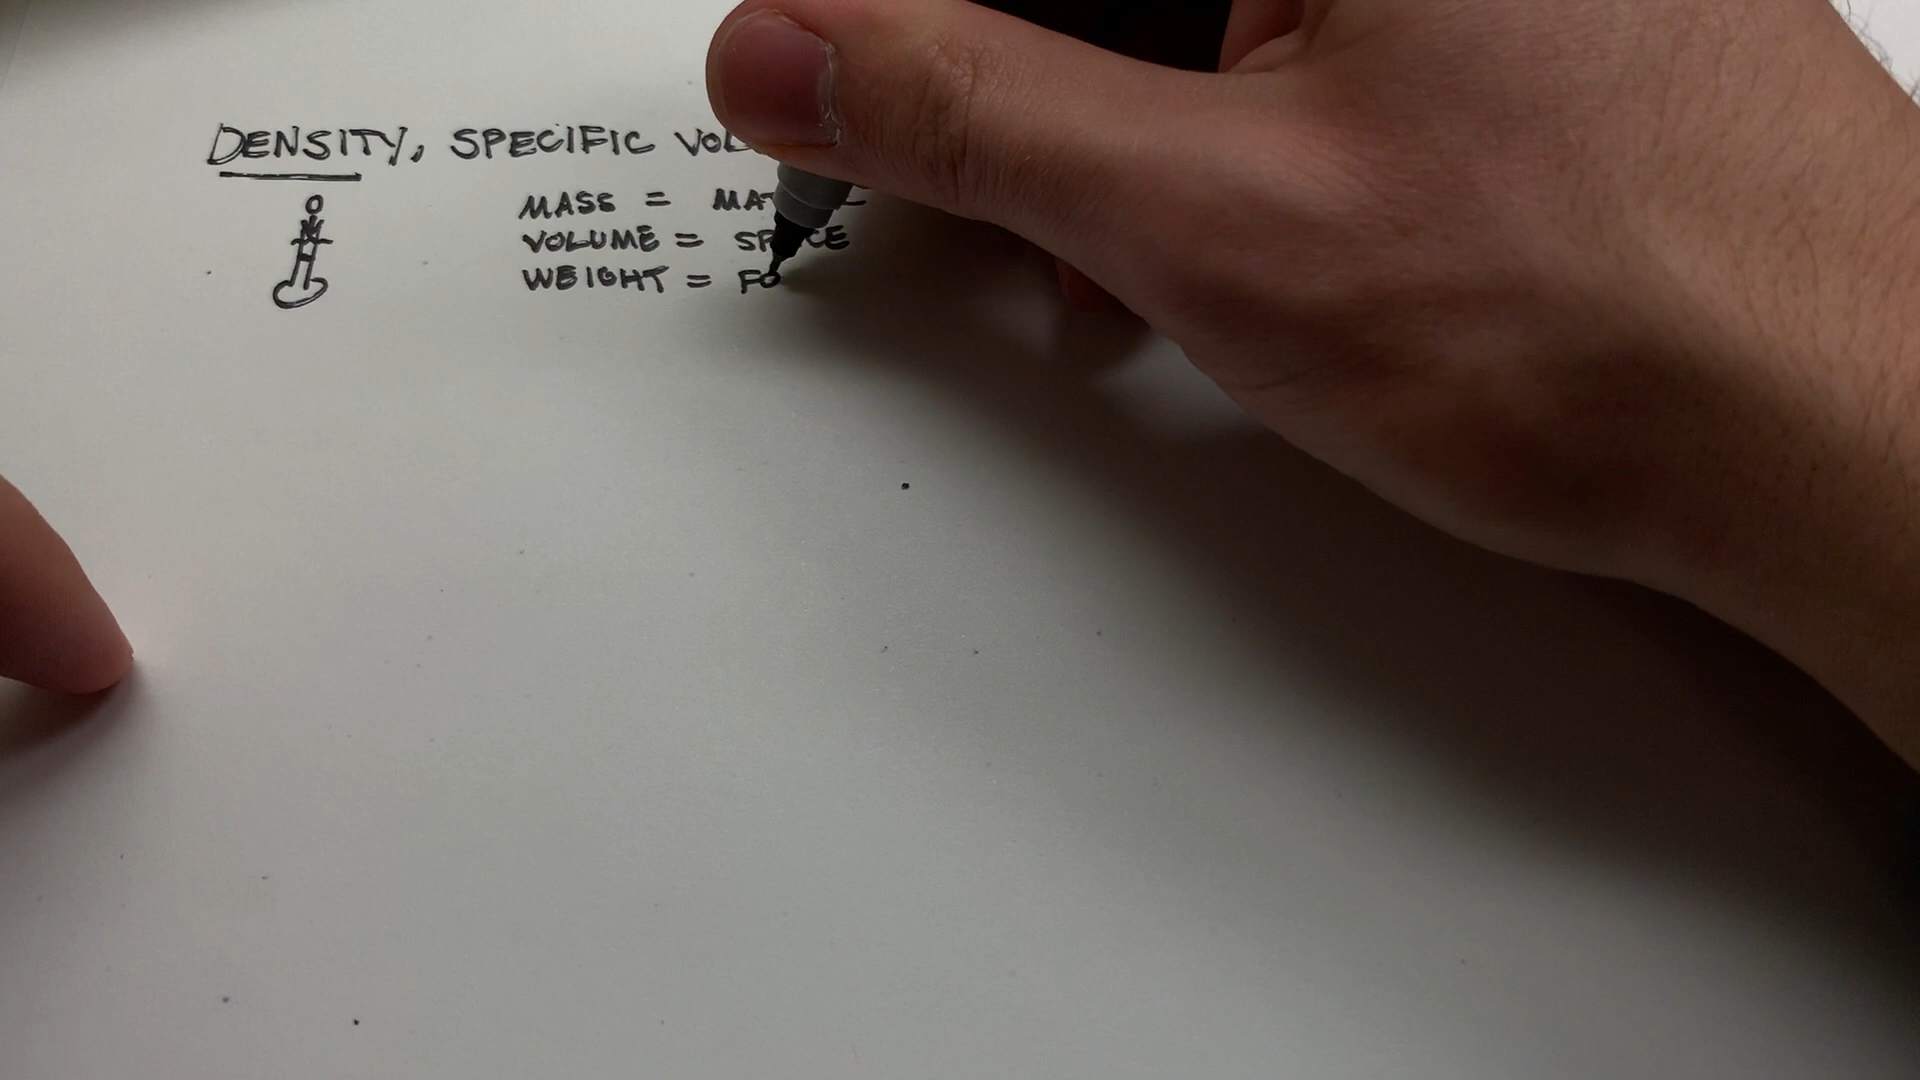 DENSITY, SPECIFIC
MASS =
VOLUME =
WEIGHT =